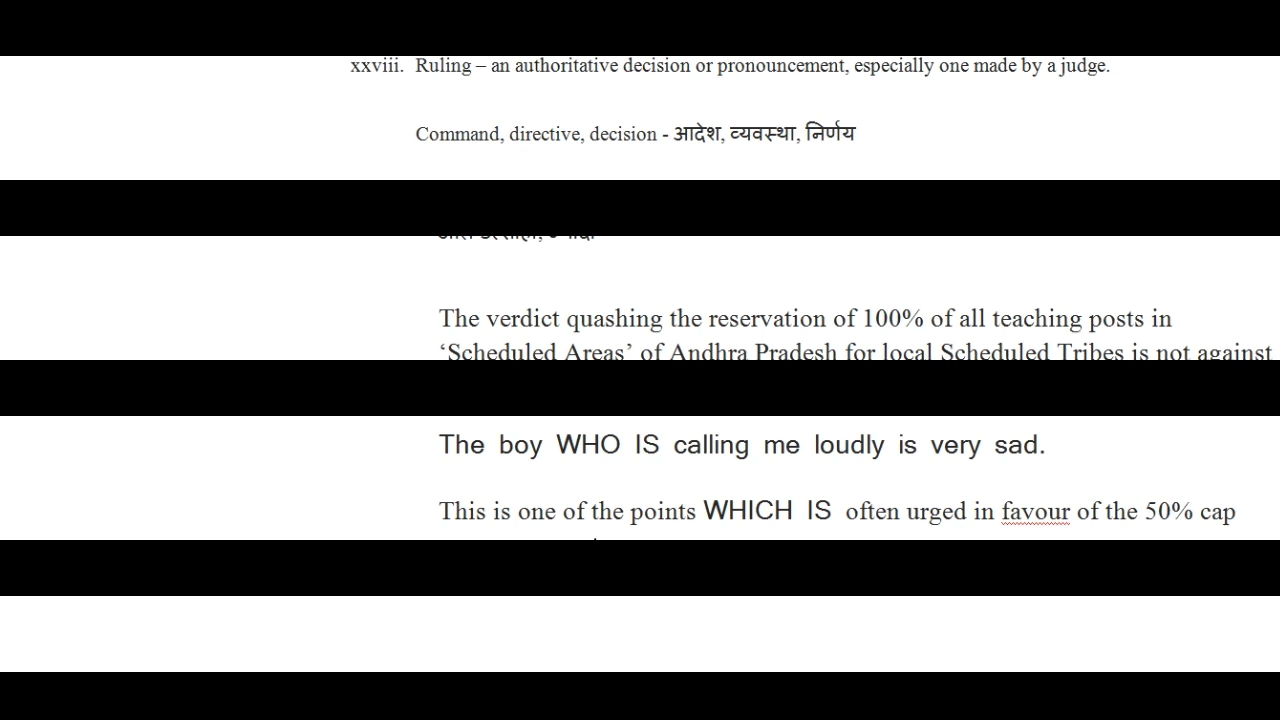 xxviii. Ruling – an authoritative decision or pronouncement, especially one made by a judge.
Command, directive, decision - आदेश, व्यवस्था, निर्णय
The verdict quashing the reservation of 100% of all teaching posts in
‘Scheduled Areas’ of Andhra Pradesh for local Scheduled Tribes is not against
The boy WHO IS calling me loudly is very sad.
This is one of the points WHICH IS often urged in favour of the 50% cap